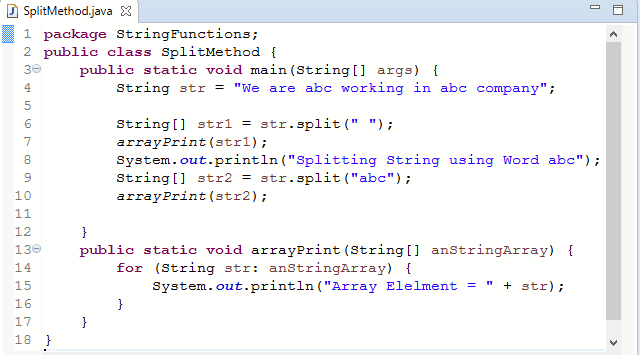 SplitMethod.java
1 package StringFunctions;
2 public class SplitMethod {
3 public static void main(String[] args) {
4 String str = "We are abc working in abc company";
5
6 String[] str1 = str.split(" ");
7 arrayPrint(str1);
8 System.out.println("Splitting String using Word abc");
9 String[] str2 = str.split("abc");
10 arrayPrint(str2);
11
12 }
13 public static void arrayPrint(String[] anStringArray) {
14 for (String str: anStringArray) {
15 System.out.println("Array Elelment = " + str);
16 }
17 }
18 }